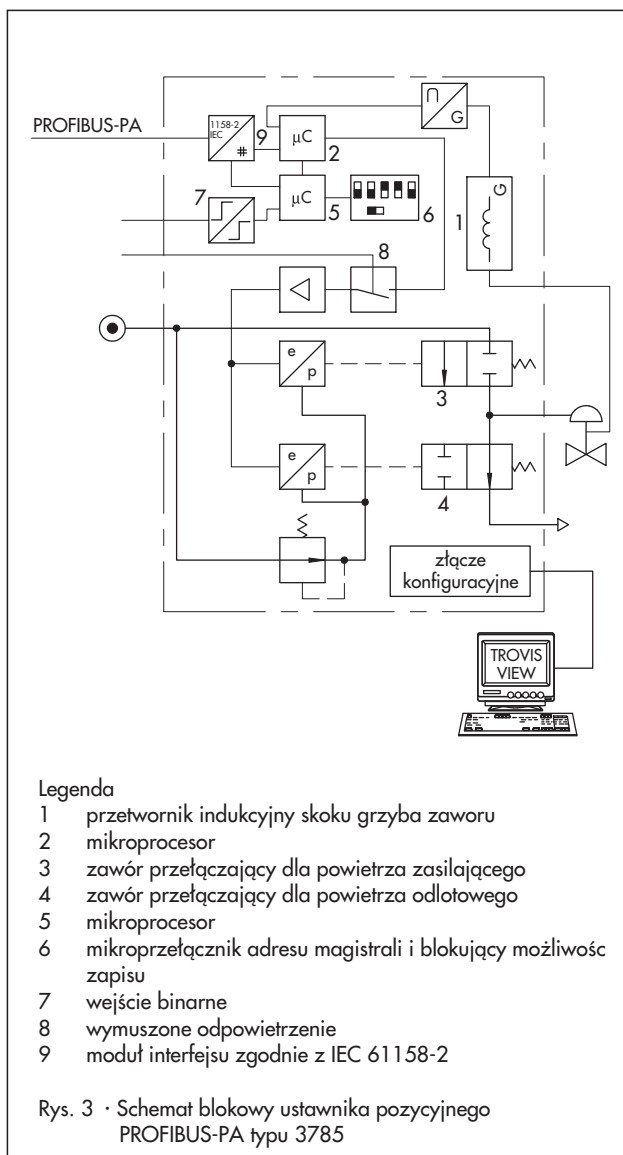 PROFIBUS-PA
1158-2
IEC
#
9
µC
2
∩
G
7
µC
5
6
1
G
8
e
p
3
e
p
4
złącze
konfiguracyjne
TROVIS
VIEW
Legenda
1 przetwornik indukcyjny skoku grzyba zaworu
2 mikroprocesor
3 zawór przełączający dla powietrza zasilającego
4 zawór przełączający dla powietrza odlotowego
5 mikroprocesor
6 mikroprzełącznik adresu magistrali i blokujący możliwośc
zapisu
7 wejście binarne
8 wymuszone odpowietrzenie
9 moduł interfejsu zgodnie z IEC 61158-2
Rys. 3 · Schemat blokowy ustawnika pozycyjnego
PROFIBUS-PA typu 3785